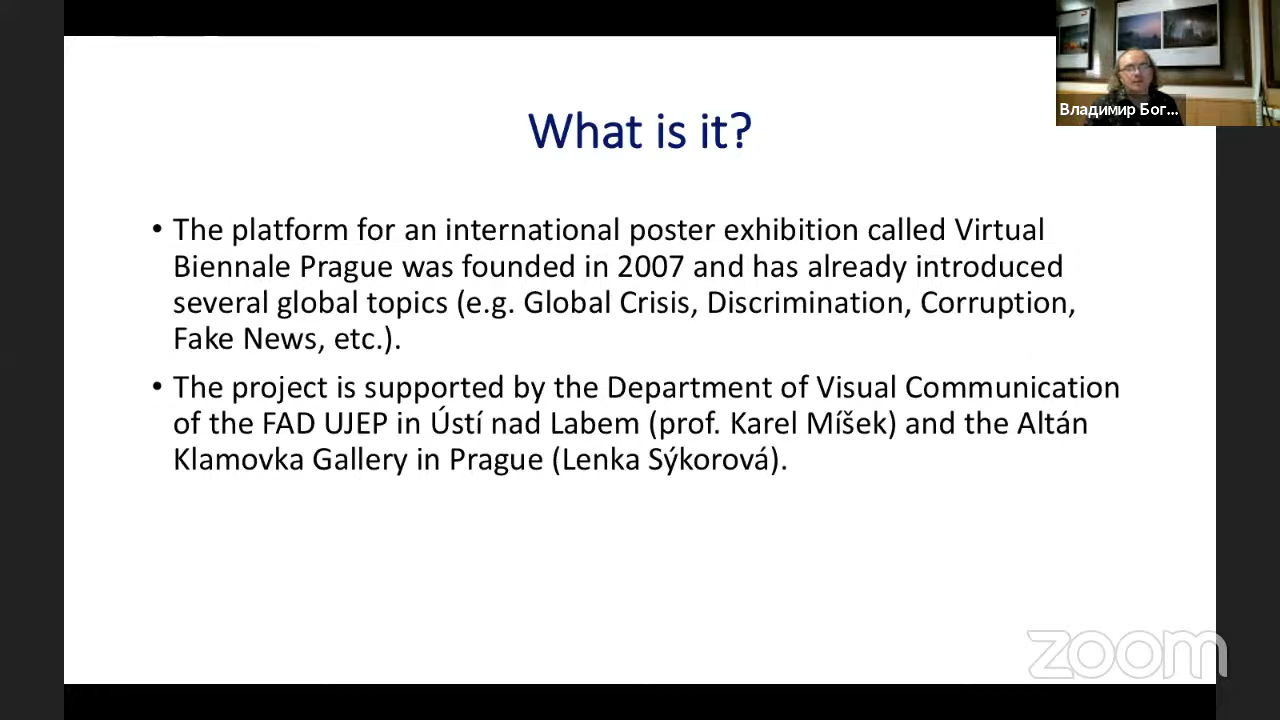 What is it?
• The platform for an international poster exhibition called Virtual
Biennale Prague was founded in 2007 and has already introduced
several global topics (e.g. Global Crisis, Discrimination, Corruption,
Fake News, etc.).
• The project is supported by the Department of Visual Communication
of the FAD UJEP in Ústí nad Labem (prof. Karel Míšek) and the Altán
Klamovka Gallery in Prague (Lenka Sýkorová).
Владимир Бог...
zoom